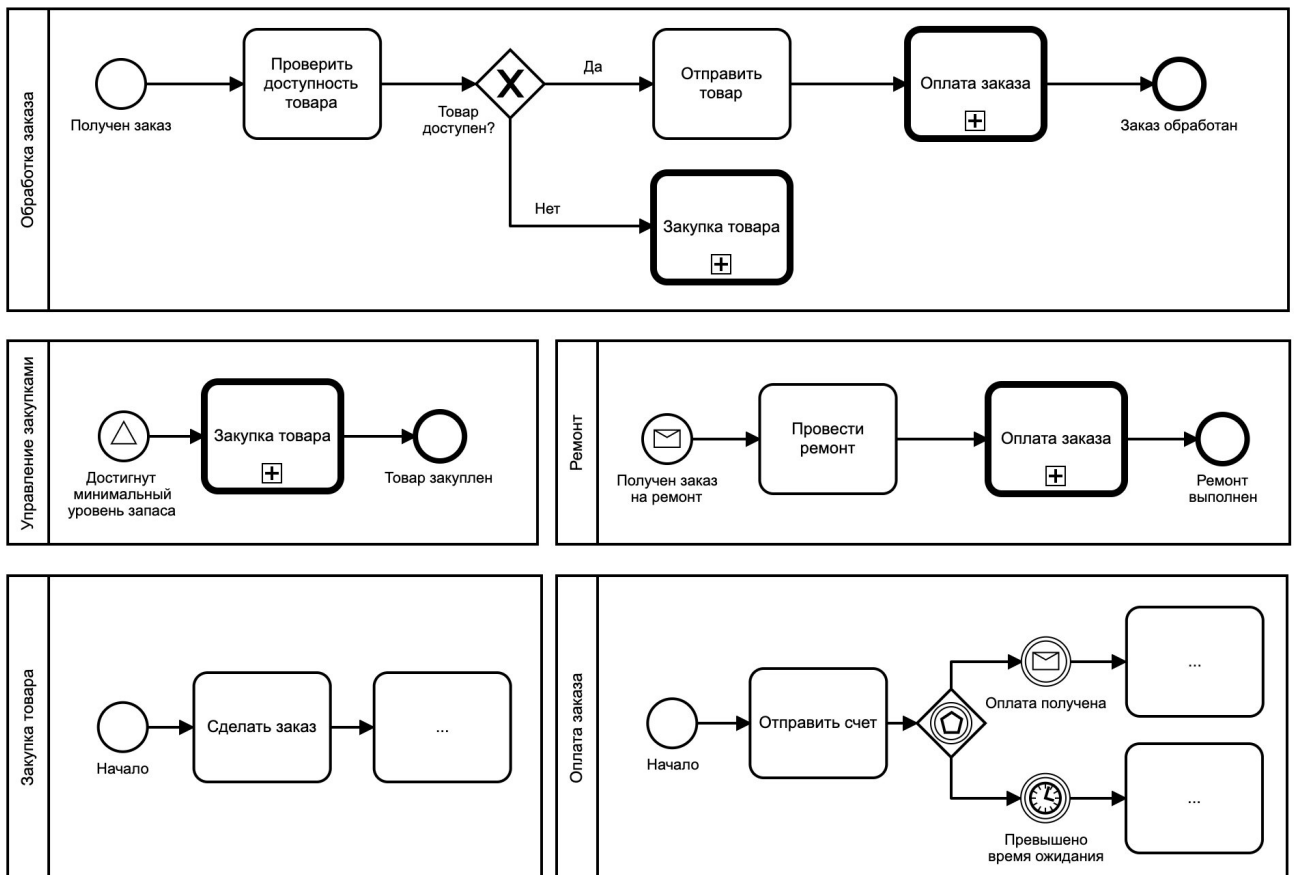 Обработка заказа
Получен заказ
Проверить
доступность
товара
Товар
доступен?
Да
Отправить
товар
Оплата заказа
Заказ обработан
Нет
Закупка товара
Управление закупками
Достигнут
минимальный
уровень запаса
Закупка товара
Товар закуплен
Ремонт
Получен заказ
на ремонт
Провести
ремонт
Оплата заказа
Ремонт
выполнен
Закупка товара
Начало
Сделать заказ
...
Оплата заказа
Начало
Отправить счет
Оплата получена
...
Превышено
время ожидания
...